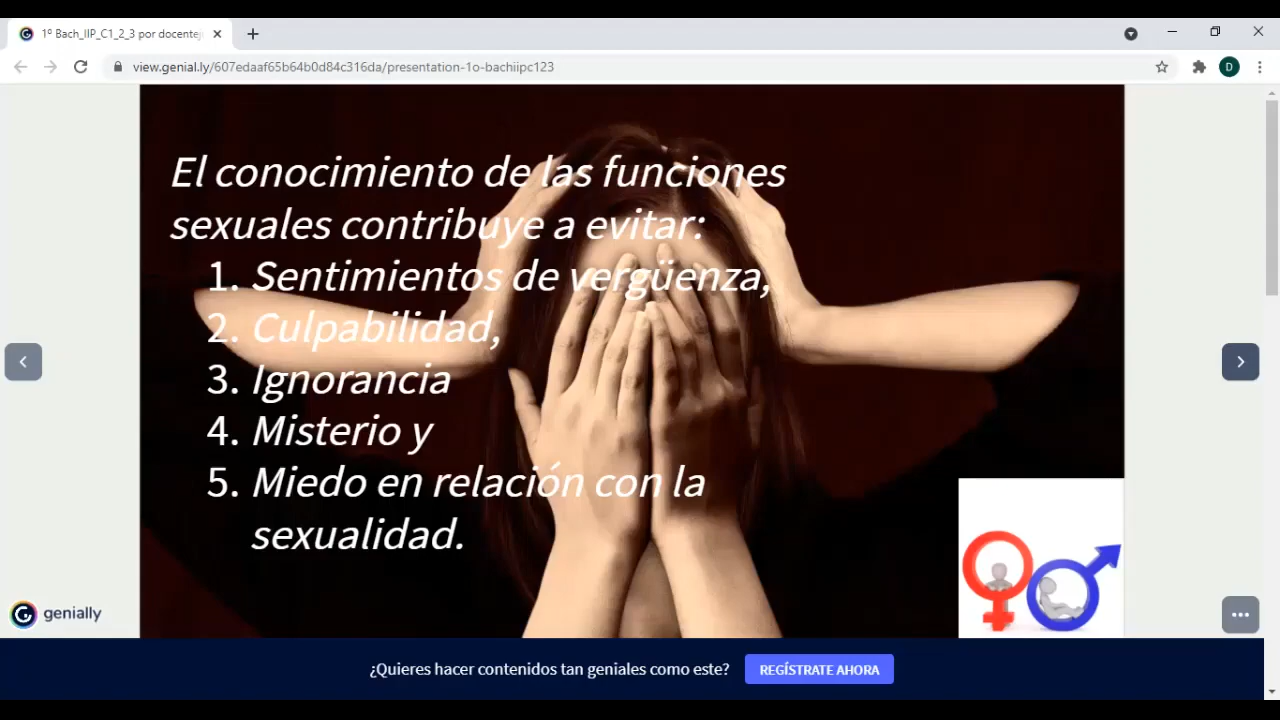 1º Bach_IIP_C1_2_3 por docente
view.genial.ly/607edaaf65b64b0d84c316da/presentation-1o-bachiipc123
D
El conocimiento de las funciones
sexuales contribuye a evitar:
1. Sentimientos de vergüenza,
2. Culpabilidad,
3. Ignorancia
4. Misterio y
5. Miedo en relación con la
sexualidad.
genially
¿Quieres hacer contenidos tan geniales como este? REGÍSTRATE AHORA